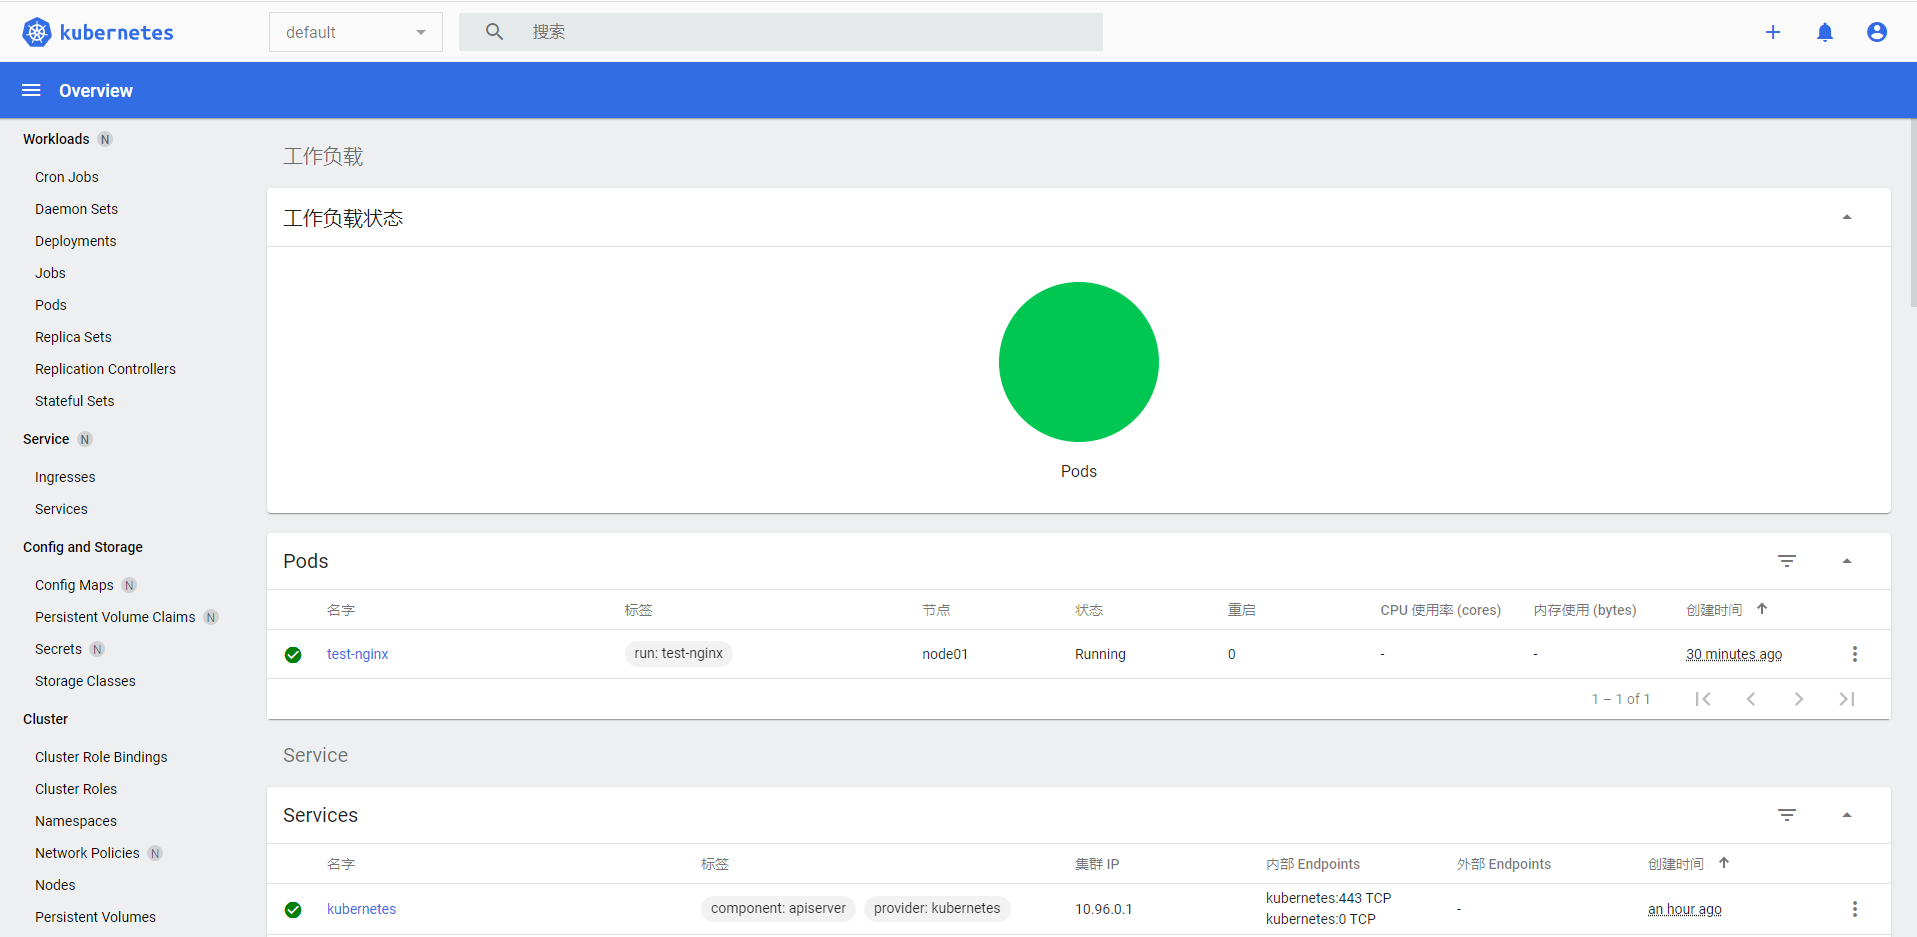 kubernetes
default
搜索
Overview
Workloads N
Cron Jobs
Daemon Sets
Deployments
Jobs
Pods
Replica Sets
Replication Controllers
Stateful Sets
Service N
Ingresses
Services
Config and Storage
Config Maps N
Persistent Volume Claims N
Secrets N
Storage Classes
Cluster
Cluster Role Bindings
Cluster Roles
Namespaces
Network Policies N
Nodes
Persistent Volumes
工作负载
工作负载状态
Pods
Pods
名字 标签 节点 状态 重启 CPU 使用率 (cores) 内存使用 (bytes) 创建时间
test-nginx run: test-nginx node01 Running 0 - - 30 minutes ago
1 – 1 of 1
Service
Services
名字 标签 集群 IP 内部 Endpoints 外部 Endpoints 创建时间
kubernetes component: apiserver provider: kubernetes 10.96.0.1 kubernetes:443 TCP - an hour ago
kubernetes:0 TCP